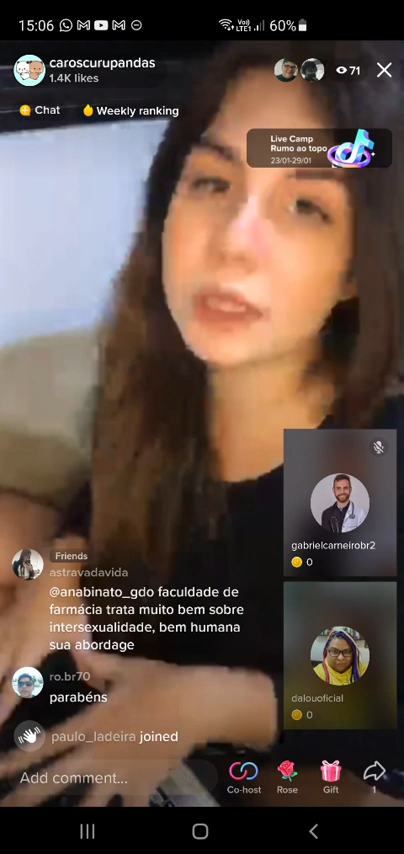 15:06
Vo))
LTE1
60%
caroscurupandas
1.4K likes
71
Chat
Weekly ranking
Live Camp
Rumo ao topo
23/01-29/01
gabrielcarneirobr2
0
Friends
astravadavida
@anabinato_gdo faculdade de
farmácia trata muito bem sobre
intersexualidade, bem humana
sua abordage
dalouoficial
0
ro.br70
parabéns
paulo_ladeira joined
Add comment...
Co-host
Rose
Gift
1